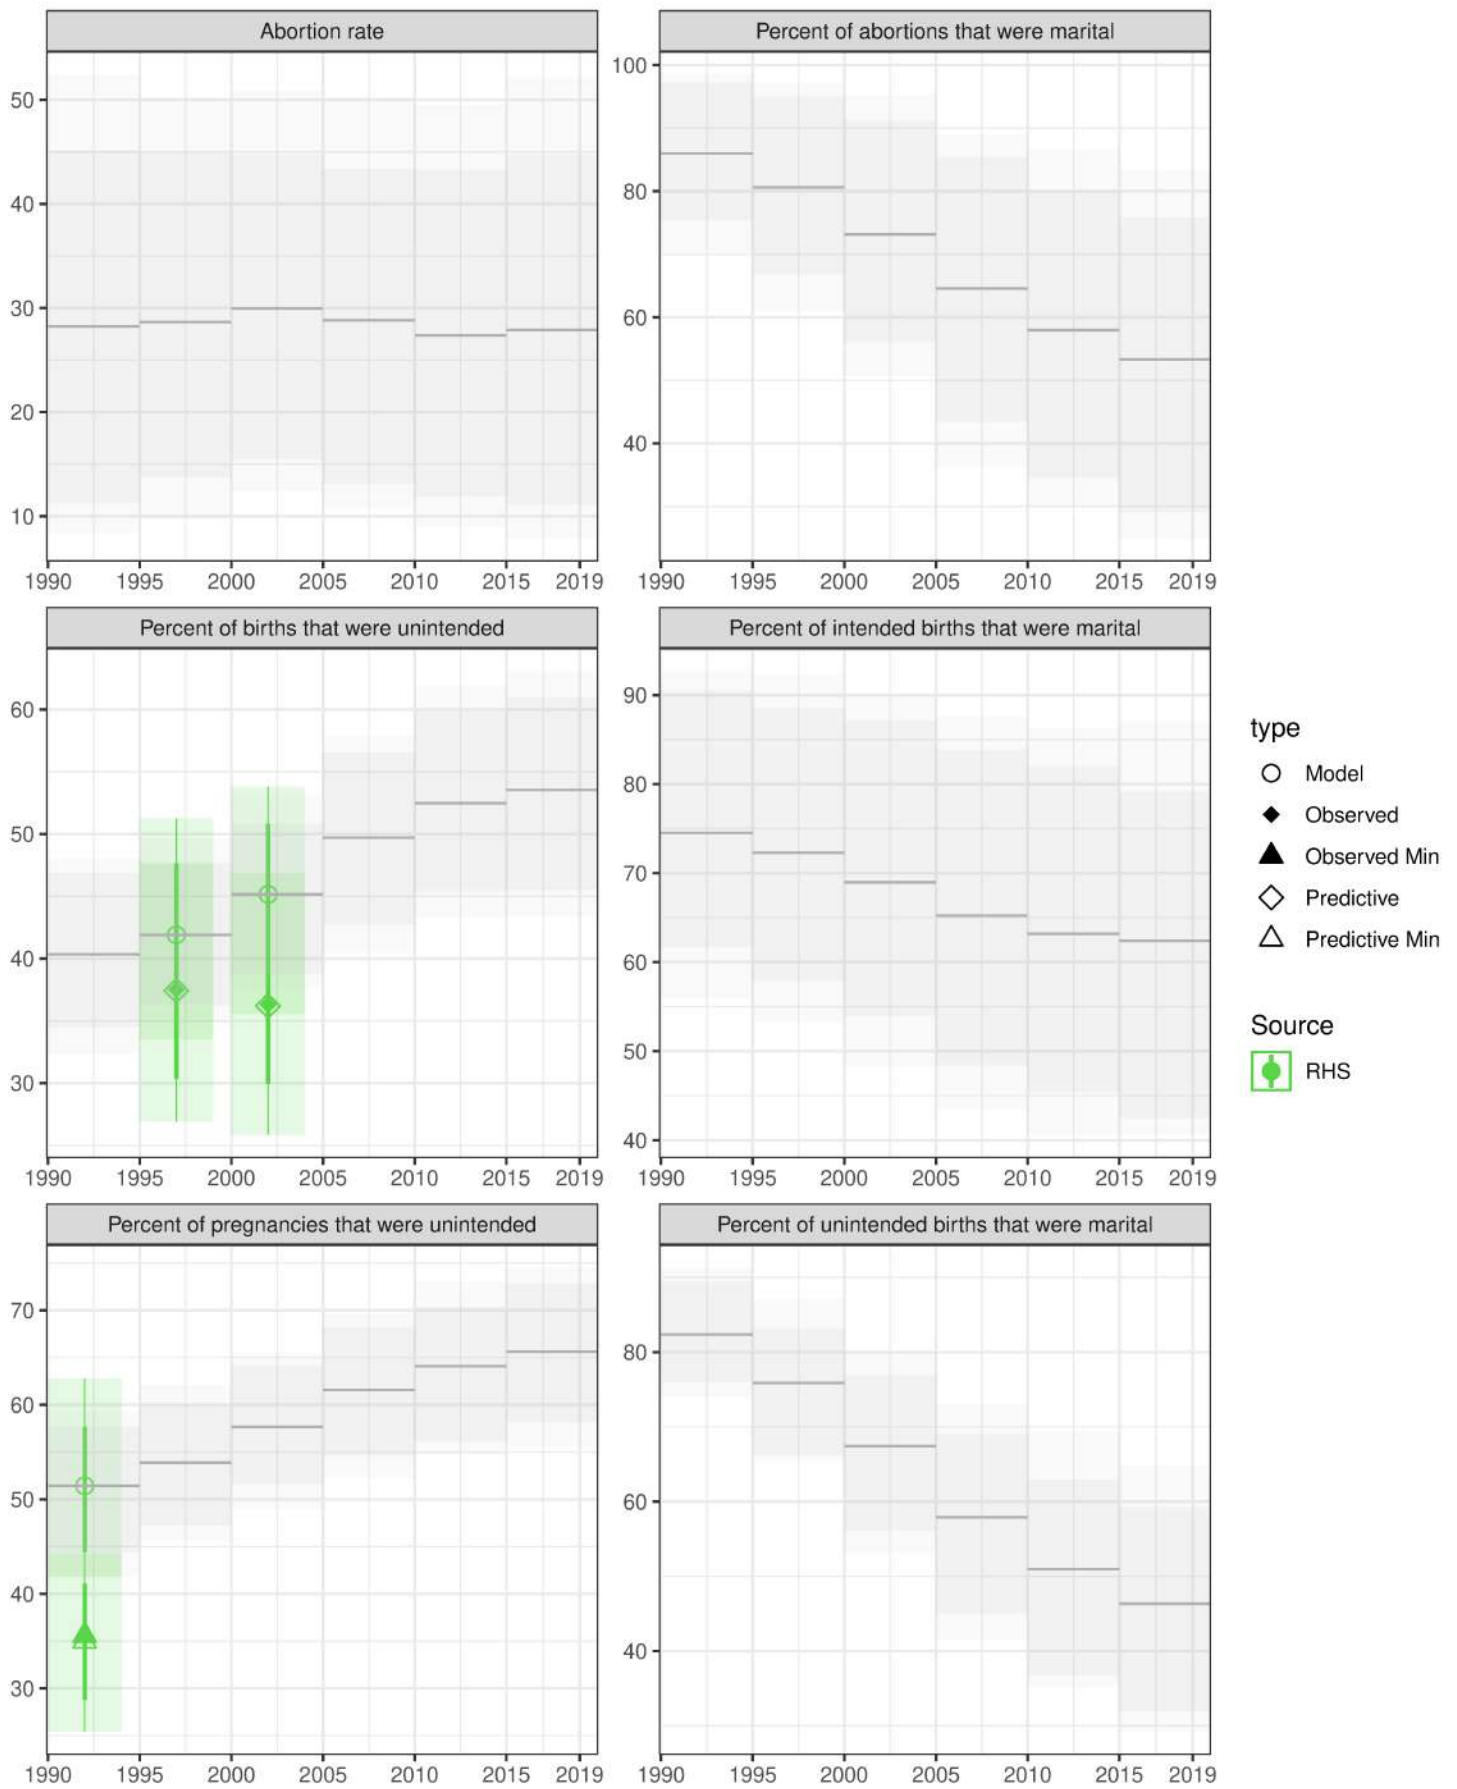 Abortion rate
Percent of abortions that were marital
50
40
30
20
10
1990 1995 2000 2005 2010 2015 2019
100
80
60
40
1990 1995 2000 2005 2010 2015 2019
Percent of births that were unintended
Percent of intended births that were marital
60
50
40
30
1990 1995 2000 2005 2010 2015 2019
90
80
70
60
50
40
1990 1995 2000 2005 2010 2015 2019
type
Model
Observed
Observed Min
Predictive
Predictive Min
Source
RHS
Percent of pregnancies that were unintended
Percent of unintended births that were marital
70
60
50
40
30
1990 1995 2000 2005 2010 2015 2019
80
60
40
1990 1995 2000 2005 2010 2015 2019